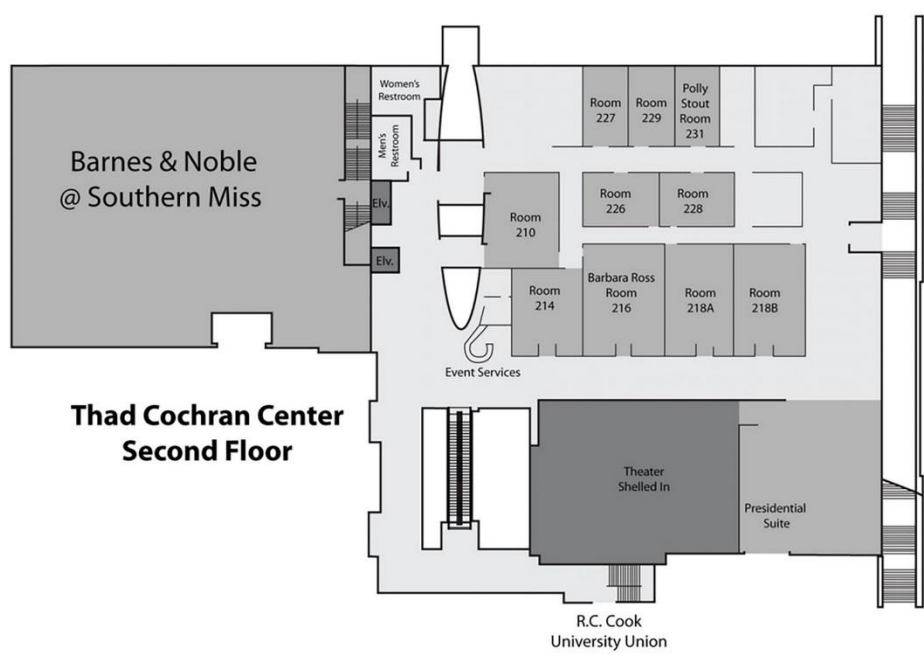 Women's
Restroom
Men's
Restroom
Barnes & Noble
@ Southern Miss
Elv.
Elv.
Room
227
Room
229
Polly
Stout
Room
231
Room
210
Room
226
Room
228
Room
214
Barbara Ross
Room
216
Room
218A
Room
218B
Event Services
Thad Cochran Center
Second Floor
Theater
Shelled In
Presidential
Suite
R.C. Cook
University Union